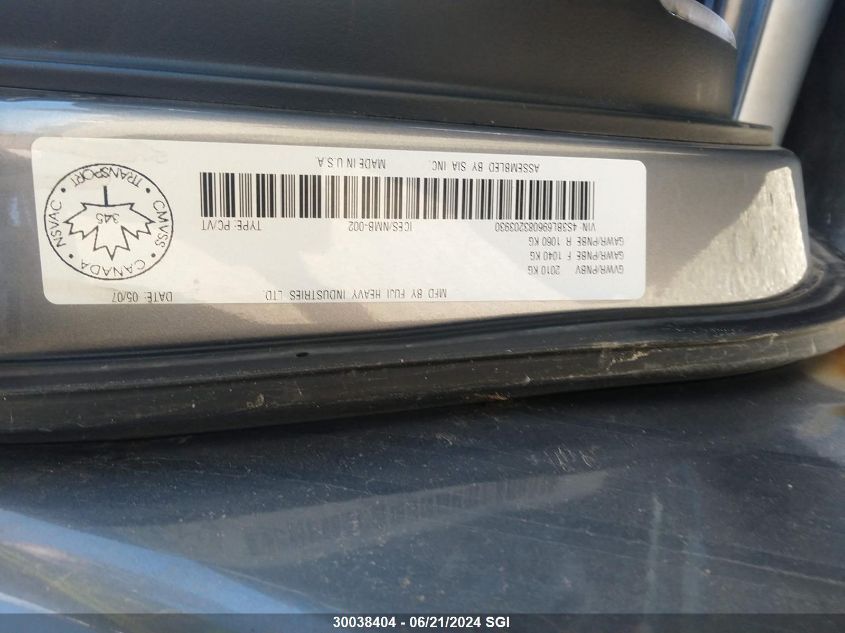 MFD BY FUJI HEAVY INDUSTRIES LTD. DATE: 05/07
GVWR/PNBV 2010 KG
GAWR/PNBE F 1040 KG
GAWR/PNBE R 1060 KG
VIN: 4S3BL696083203930 ICES/NMB-002 TYPE: PC/VT
ASSEMBLED BY SIA INC. MADE IN U.S.A.
CANADA • CMVSS • TRANSPORT • NSVAC •
345
30038404 - 06/21/2024 SGI